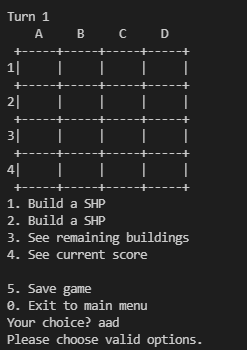 Turn 1
    A     B     C     D
 +-----+-----+-----+-----+
1|     |     |     |     |
 +-----+-----+-----+-----+
2|     |     |     |     |
 +-----+-----+-----+-----+
3|     |     |     |     |
 +-----+-----+-----+-----+
4|     |     |     |     |
 +-----+-----+-----+-----+
1. Build a SHP
2. Build a SHP
3. See remaining buildings
4. See current score

5. Save game
0. Exit to main menu
Your choice? aad
Please choose valid options.